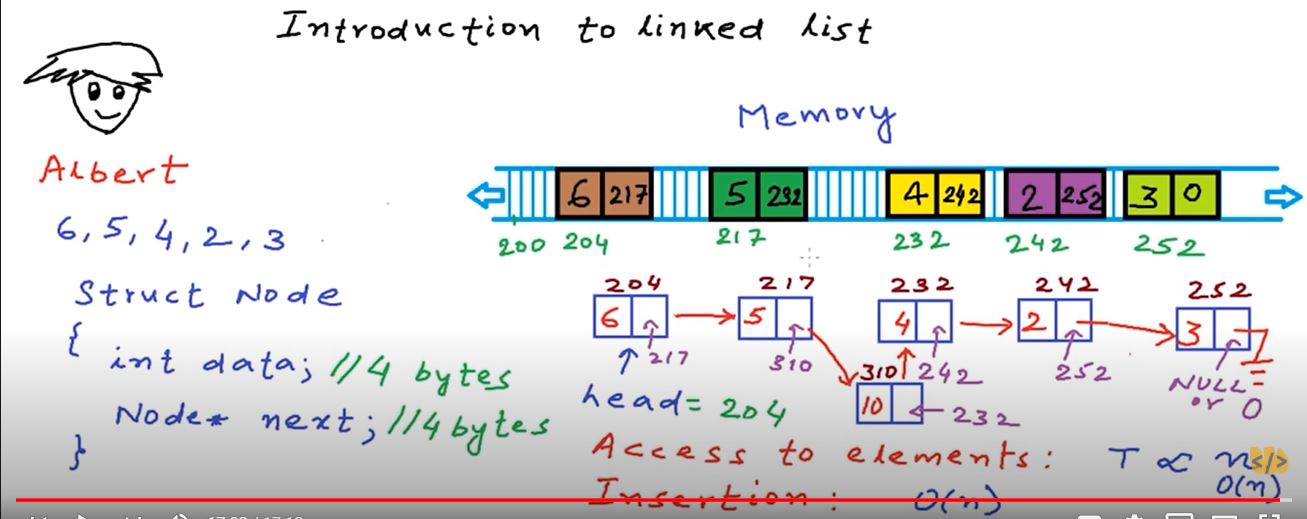 Introduction to linked list
Memory
Albert
6, 5, 4, 2, 3
6 217 5 232 4 242 2 252 3 0
200 204 217 232 242 252
Struct Node
{
int data; //4 bytes
Node* next; //4 bytes
}
204 217 232 242 252
6 5 4 2 3
217 310 310 242 252 NULL or 0
10 232
head = 204
Access to elements: T ∝ n
O(n)
Insertion: O(n)